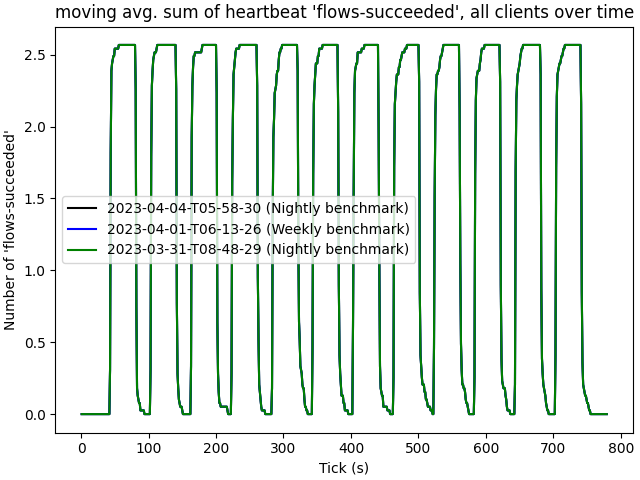 moving avg. sum of heartbeat 'flows-succeeded', all clients over time
Number of 'flows-succeeded'
2.5
2.0
1.5
1.0
0.5
0.0
2023-04-04-T05-58-30 (Nightly benchmark)
2023-04-01-T06-13-26 (Weekly benchmark)
2023-03-31-T08-48-29 (Nightly benchmark)
0 100 200 300 400 500 600 700 800
Tick (s)